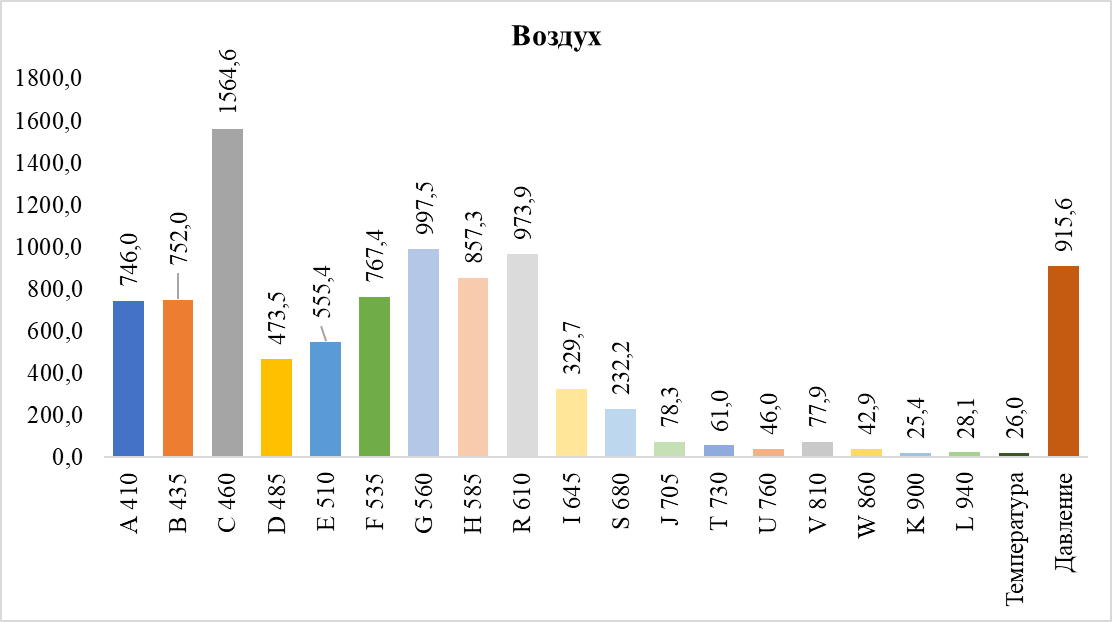 Воздух
1800,0
1600,0
1400,0
1200,0
1000,0
800,0
600,0
400,0
200,0
0,0
746,0
752,0
1564,6
473,5
555,4
767,4
997,5
857,3
973,9
329,7
232,2
78,3
61,0
46,0
77,9
42,9
25,4
28,1
26,0
915,6
A 410
B 435
C 460
D 485
E 510
F 535
G 560
H 585
R 610
I 645
S 680
J 705
T 730
U 760
V 810
W 860
K 900
L 940
Температура
Давление